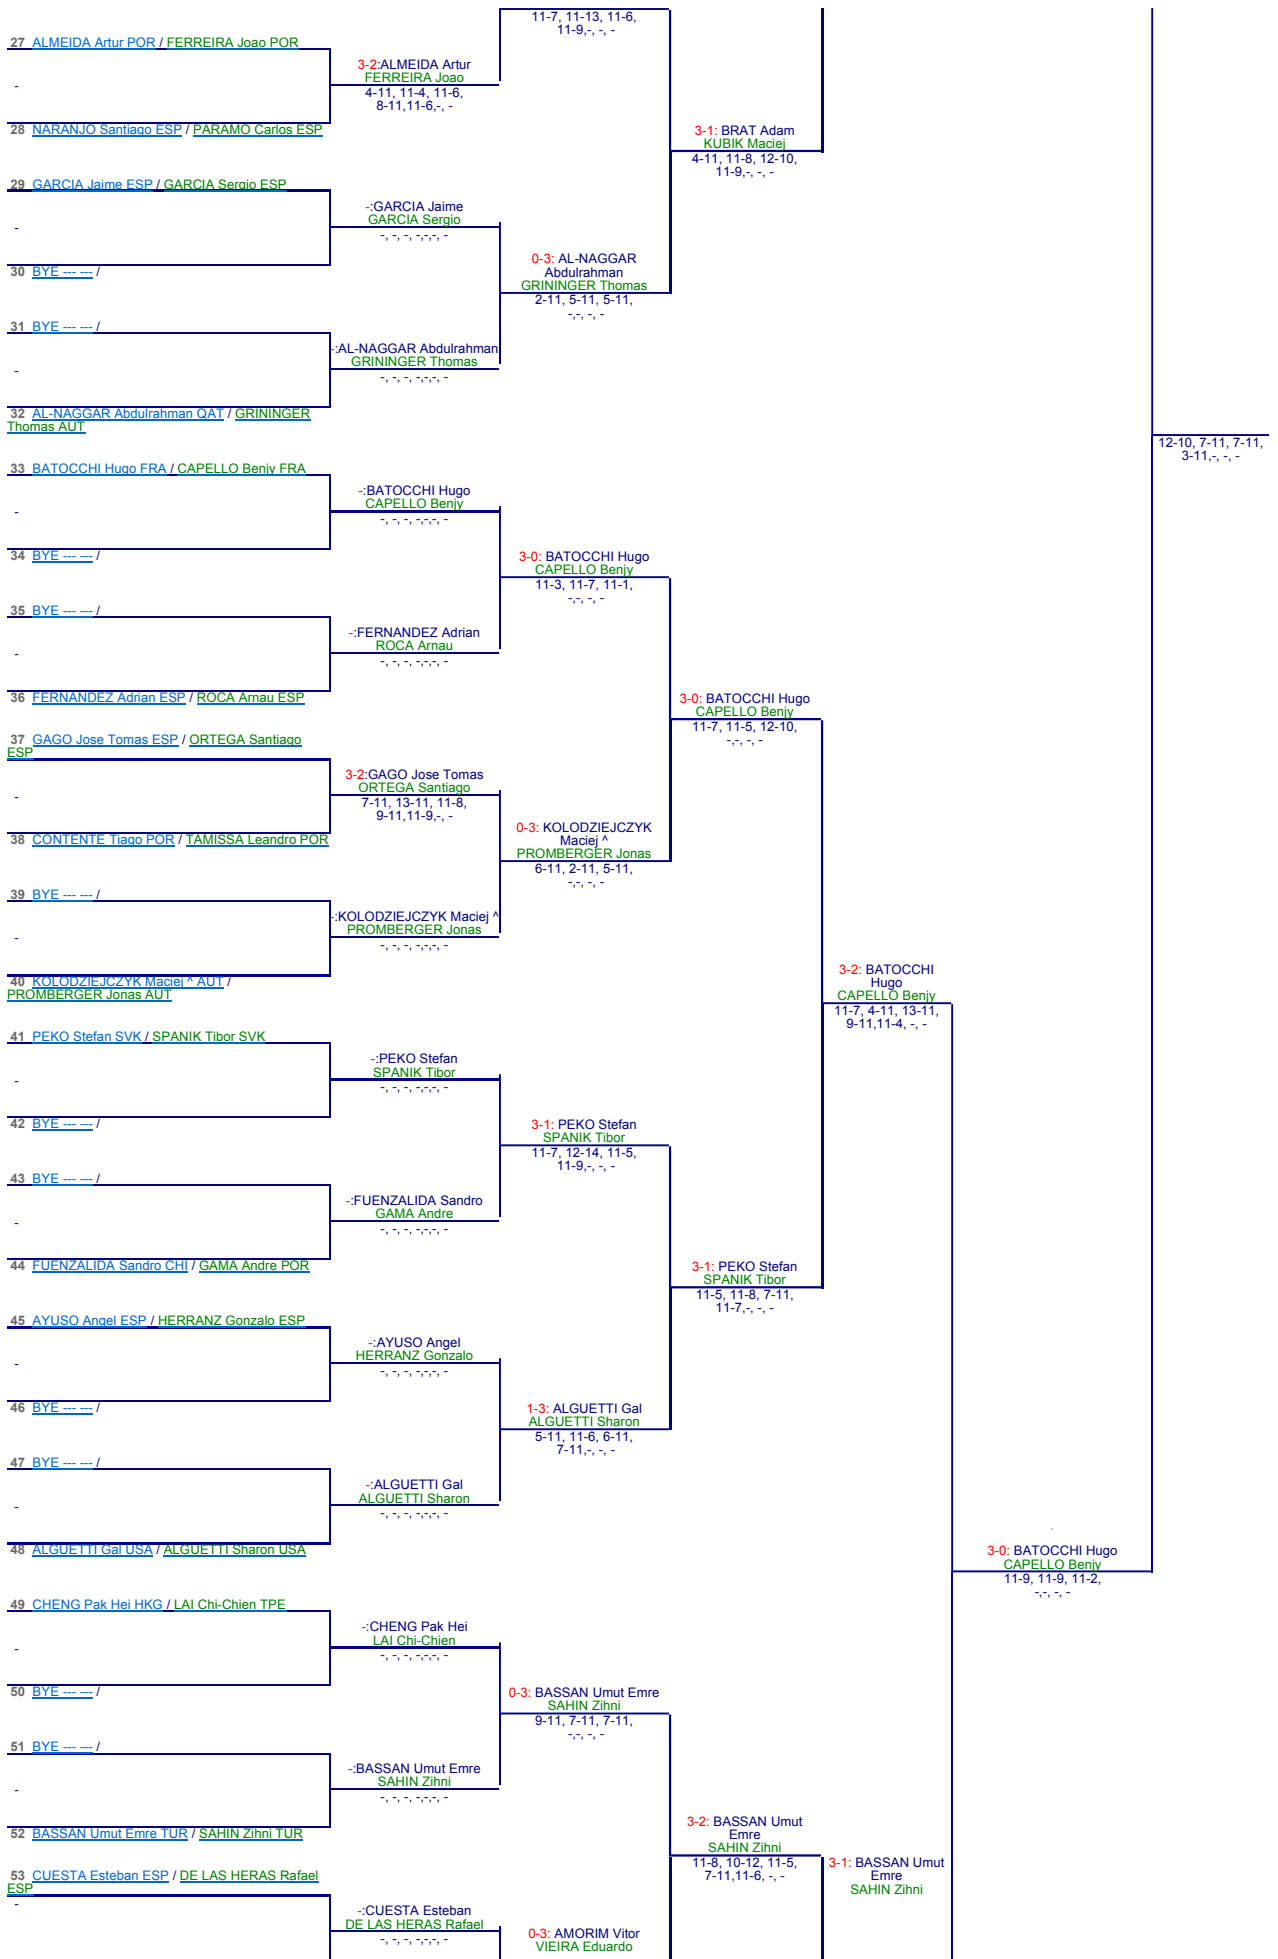 11-7, 11-13, 11-6,
11-9,-, -, -
27 ALMEIDA Artur POR / FERREIRA Joao POR
-
3-2:ALMEIDA Artur
FERREIRA Joao
4-11, 11-4, 11-6,
8-11,11-6,-, -
28 NARANJO Santiago ESP / PARAMO Carlos ESP
3-1: BRAT Adam
KUBIK Maciej
4-11, 11-8, 12-10,
11-9,-, -, -
29 GARCIA Jaime ESP / GARCIA Sergio ESP
-
-:GARCIA Jaime
GARCIA Sergio
-, -, -, -,-,-, -
30 BYE --- --- /
0-3: AL-NAGGAR
Abdulrahman
GRININGER Thomas
2-11, 5-11, 5-11,
-,-, -, -
31 BYE --- --- /
-
-:AL-NAGGAR Abdulrahman
GRININGER Thomas
-, -, -, -,-,-, -
32 AL-NAGGAR Abdulrahman QAT / GRININGER
Thomas AUT
12-10, 7-11, 7-11,
3-11,-, -, -
33 BATOCCHI Hugo FRA / CAPELLO Benjy FRA
-
-:BATOCCHI Hugo
CAPELLO Benjy
-, -, -, -,-,-, -
34 BYE --- --- /
3-0: BATOCCHI Hugo
CAPELLO Benjy
11-3, 11-7, 11-1,
-,-, -, -
35 BYE --- --- /
-
-:FERNANDEZ Adrian
ROCA Arnau
-, -, -, -,-,-, -
36 FERNANDEZ Adrian ESP / ROCA Arnau ESP
3-0: BATOCCHI Hugo
CAPELLO Benjy
11-7, 11-5, 12-10,
-,-, -, -
37 GAGO Jose Tomas ESP / ORTEGA Santiago
ESP
-
3-2:GAGO Jose Tomas
ORTEGA Santiago
7-11, 13-11, 11-8,
9-11,11-9,-, -
38 CONTENTE Tiago POR / TAMISSA Leandro POR
0-3: KOLODZIEJCZYK
Maciej ^
PROMBERGER Jonas
6-11, 2-11, 5-11,
-,-, -, -
39 BYE --- --- /
-
-:KOLODZIEJCZYK Maciej ^
PROMBERGER Jonas
-, -, -, -,-,-, -
40 KOLODZIEJCZYK Maciej ^ AUT /
PROMBERGER Jonas AUT
3-2: BATOCCHI
Hugo
CAPELLO Benjy
11-7, 4-11, 13-11,
9-11,11-4, -, -
41 PEKO Stefan SVK / SPANIK Tibor SVK
-
-:PEKO Stefan
SPANIK Tibor
-, -, -, -,-,-, -
42 BYE --- --- /
3-1: PEKO Stefan
SPANIK Tibor
11-7, 12-14, 11-5,
11-9,-, -, -
43 BYE --- --- /
-
-:FUENZALIDA Sandro
GAMA Andre
-, -, -, -,-,-, -
44 FUENZALIDA Sandro CHI / GAMA Andre POR
3-1: PEKO Stefan
SPANIK Tibor
11-5, 11-8, 7-11,
11-7,-, -, -
45 AYUSO Angel ESP / HERRANZ Gonzalo ESP
-
-:AYUSO Angel
HERRANZ Gonzalo
-, -, -, -,-,-, -
46 BYE --- --- /
1-3: ALGUETTI Gal
ALGUETTI Sharon
5-11, 11-6, 6-11,
7-11,-, -, -
47 BYE --- --- /
-
-:ALGUETTI Gal
ALGUETTI Sharon
-, -, -, -,-,-, -
48 ALGUETTI Gal USA / ALGUETTI Sharon USA
3-0: BATOCCHI Hugo
CAPELLO Benjy
11-9, 11-9, 11-2,
-,-, -, -
49 CHENG Pak Hei HKG / LAI Chi-Chien TPE
-
-:CHENG Pak Hei
LAI Chi-Chien
-, -, -, -,-,-, -
50 BYE --- --- /
0-3: BASSAN Umut Emre
SAHIN Zihni
9-11, 7-11, 7-11,
-,-, -, -
51 BYE --- --- /
-
-:BASSAN Umut Emre
SAHIN Zihni
-, -, -, -,-,-, -
52 BASSAN Umut Emre TUR / SAHIN Zihni TUR
3-2: BASSAN Umut
Emre
SAHIN Zihni
11-8, 10-12, 11-5,
7-11,11-6, -, -
3-1: BASSAN Umut
Emre
SAHIN Zihni
53 CUESTA Esteban ESP / DE LAS HERAS Rafael
ESP
-
-:CUESTA Esteban
DE LAS HERAS Rafael
-, -, -, -,-,-, -
0-3: AMORIM Vitor
VIEIRA Eduardo